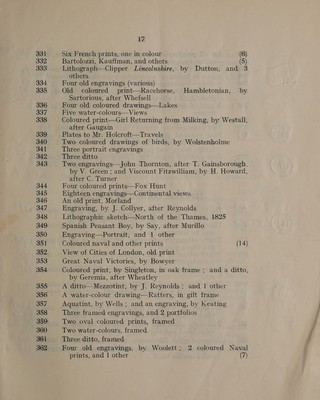 17
331 Six French prints, one in colour (6)
332 Bartolozzi, Kauffman, and others (5)
333 Lithograph—Clipper Lincolnshire, by Dutton, and 3
others
334 Four old engravings (various)
335 Old coloured print—Racehorse, Hambletonian, by
Sartorious, after Whefsell
336 Four old coloured drawings—Lakes
337 Five water-colours—Views
338 Coloured print—Girl Returning from Milking, by Westall,
after Gaugain
339 Plates to Mr. Holcroft—Travels
340 Two coloured drawings of birds, by Wolstenholme
341 Three portrait engravings
342 Three ditto
343 Two engravings—John Thornton, after T. Gainsborough,
by V. Green; and Viscount Fitzwilliam, by H. Howard,
after C. Turner
344 Four coloured prints—Fox Hunt
345 Eighteen engravings—Continental views
346 An old print, Morland
347 Engraving, by J. Collyer, after Reynolds
348 Lithographic sketch—North of the Thames, 1825
349 Spanish Peasant Boy, by Say, after Murillo
350 Engraving—Portrait, and 1 other
351 Coloured naval and other prints (14)
352 View of Cities of London, old print
353 Great Naval Victories, by Bowyer
354 Coloured print, by Singleton, in oak frame; and a ditto,
by Geremia, after Wheatley
355 A ditto—Mezzotint, by J. Reynolds; and 1 other
356 A water-colour drawing—Ratters, in gilt frame
357 Aquatint, by Wells; and an engraving, by Keating
358 Three framed engravings, and 2 portfolios
359 Two oval coloured prints, framed
360 Two water-colours, framed
361 Three ditto, framed
362 Four old engravings, by Woolett; 2 coloured Naval
prints, and 1 other (7)